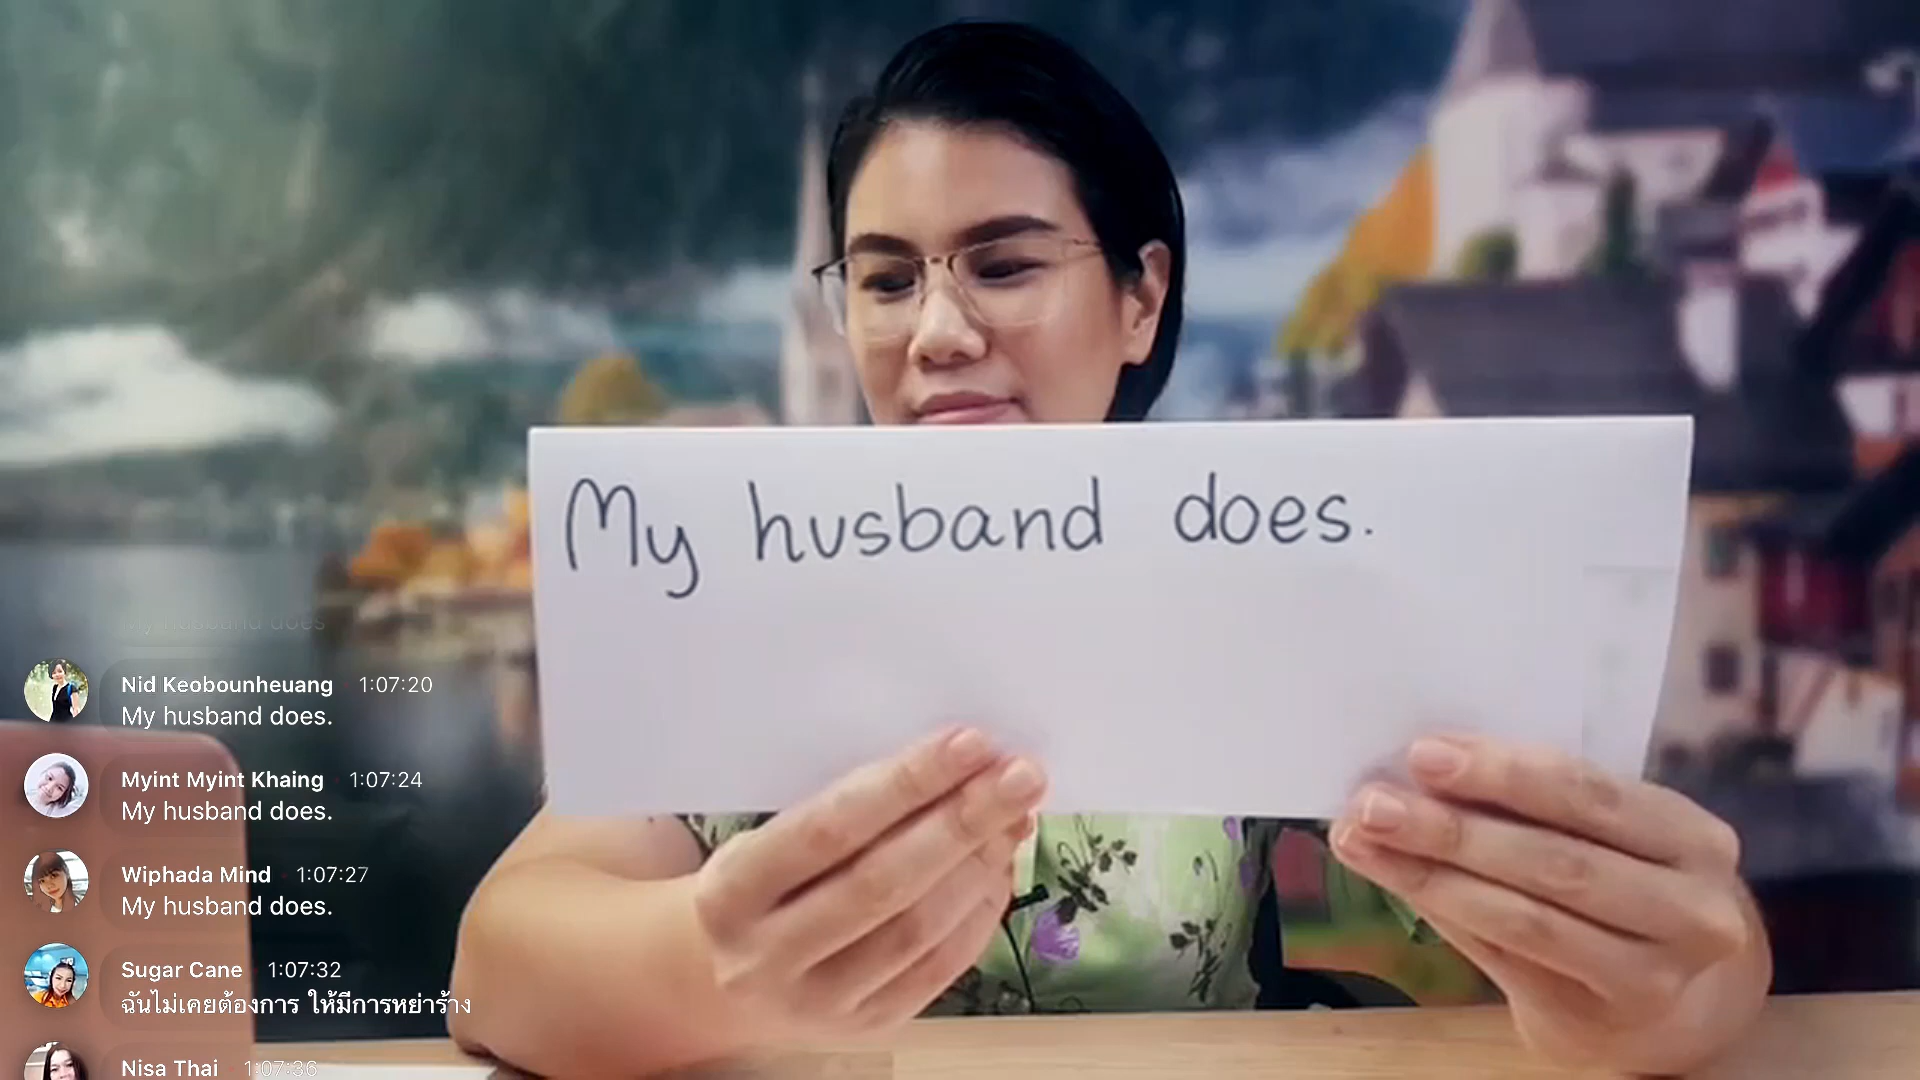 My husband does.
My husband does
Nid Keobounheuang 1:07:20
My husband does.
Myint Myint Khaing 1:07:24
My husband does.
Wiphada Mind 1:07:27
My husband does.
Sugar Cane 1:07:32
ฉันไม่เคยต้องการ ให้มีการหย่าร้าง
Nisa Thai 1:07:36